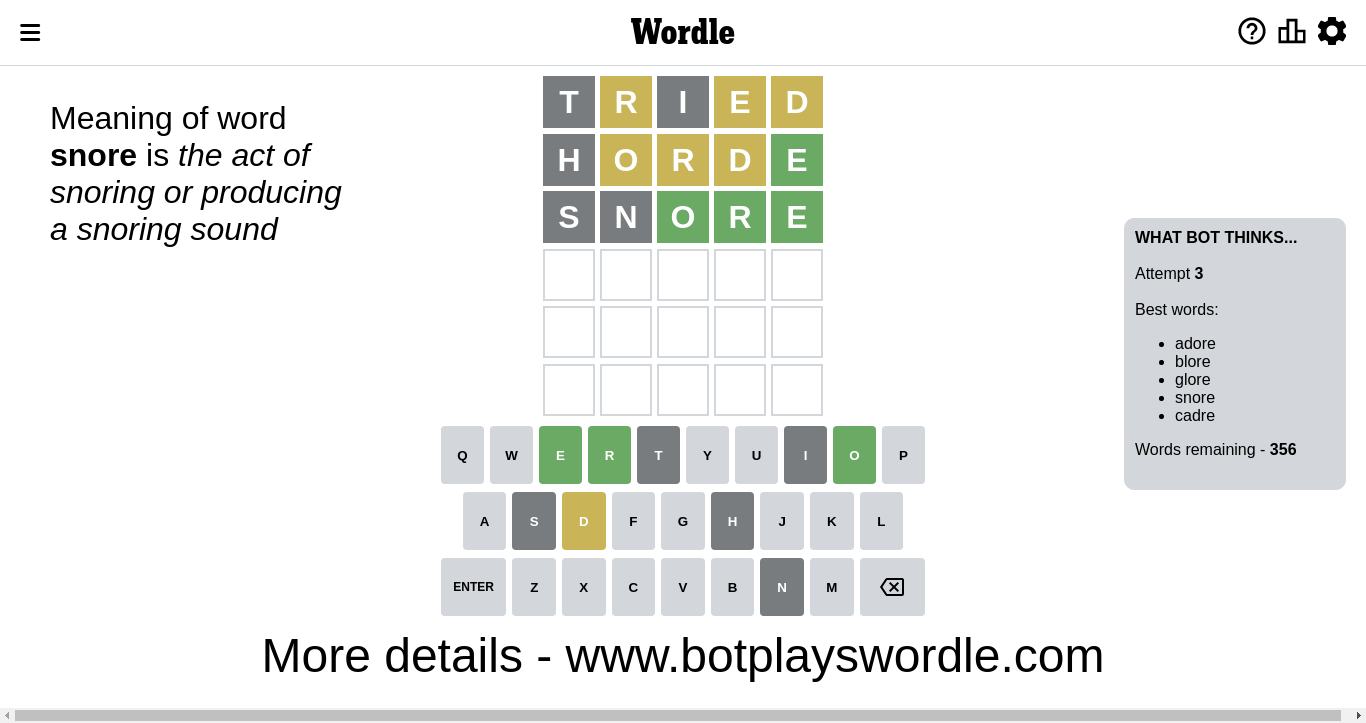 Wordle
Meaning of word
snore is the act of
snoring or producing
a snoring sound
T R I E D
H O R D E
S N O R E
WHAT BOT THINKS...
Attempt 3
Best words:
adore
blore
glore
snore
cadre
Words remaining - 356
Q W E R T Y U I O P
A S D F G H J K L
ENTER Z X C V B N M
More details - www.botplayswordle.com